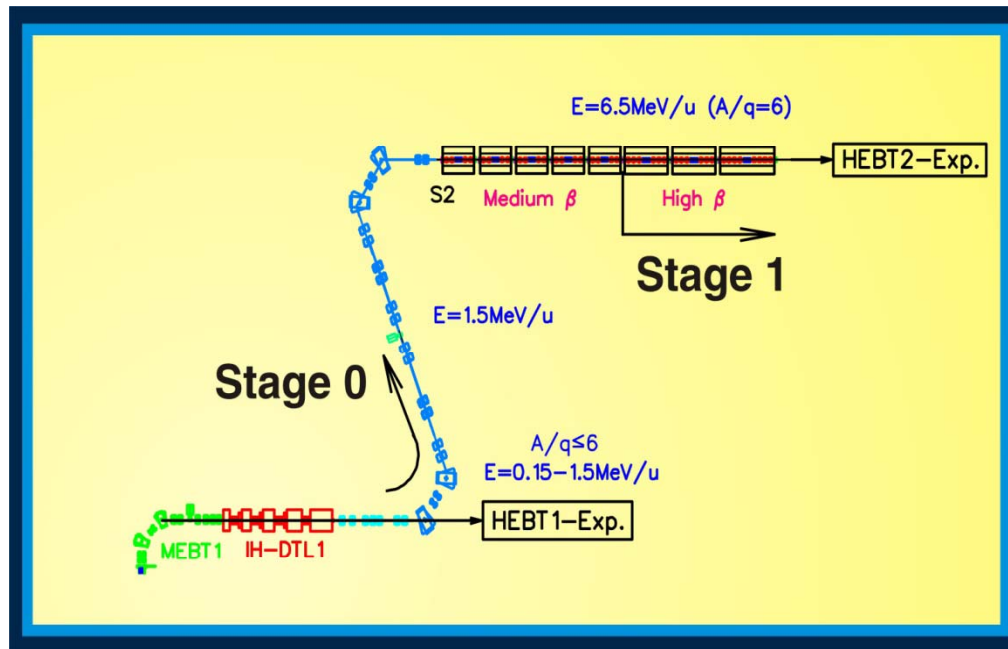 E=6.5MeV/u (A/q=6)
HEBT2-Exp.
S2
Medium β
High β
Stage 1
E=1.5MeV/u
Stage 0
A/q≤6
E=0.15-1.5MeV/u
HEBT1-Exp.
MEBT1
IH-DTL1